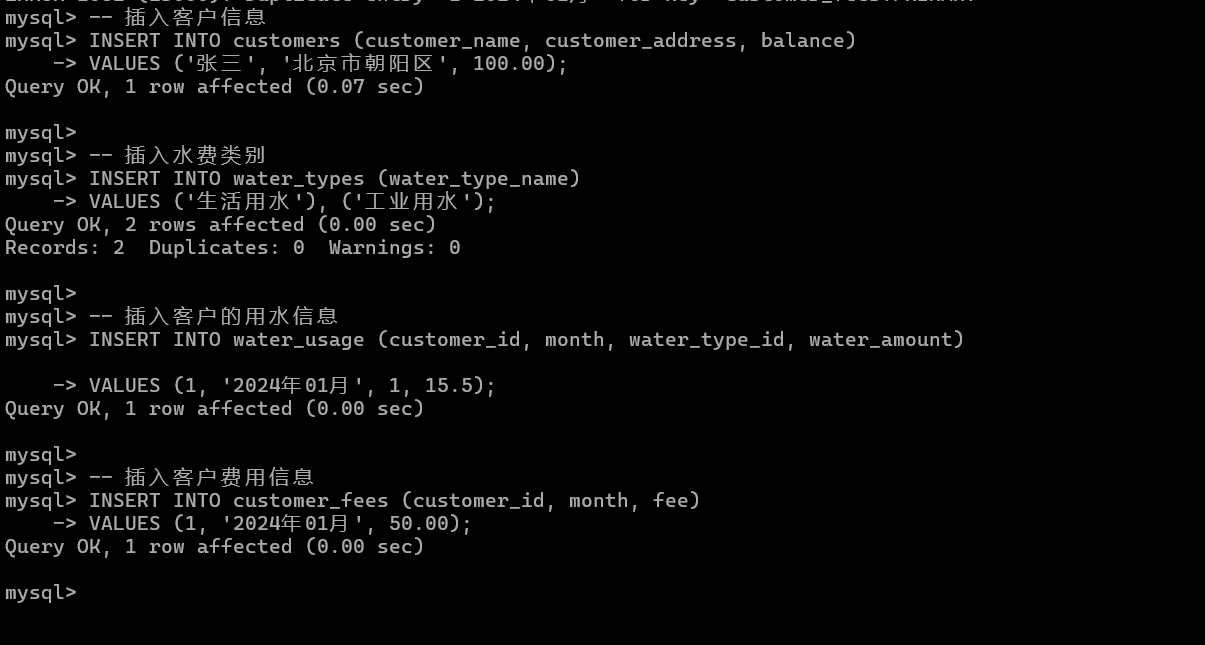 mysql> -- 插入客户信息
mysql> INSERT INTO customers (customer_name, customer_address, balance)
    -> VALUES ('张三', '北京市朝阳区', 100.00);
Query OK, 1 row affected (0.07 sec)
mysql>
mysql> -- 插入水费类别
mysql> INSERT INTO water_types (water_type_name)
    -> VALUES ('生活用水'), ('工业用水');
Query OK, 2 rows affected (0.00 sec)
Records: 2  Duplicates: 0  Warnings: 0
mysql>
mysql> -- 插入客户的用水信息
mysql> INSERT INTO water_usage (customer_id, month, water_type_id, water_amount)
    -> VALUES (1, '2024年01月', 1, 15.5);
Query OK, 1 row affected (0.00 sec)
mysql>
mysql> -- 插入客户费用信息
mysql> INSERT INTO customer_fees (customer_id, month, fee)
    -> VALUES (1, '2024年01月', 50.00);
Query OK, 1 row affected (0.00 sec)
mysql>